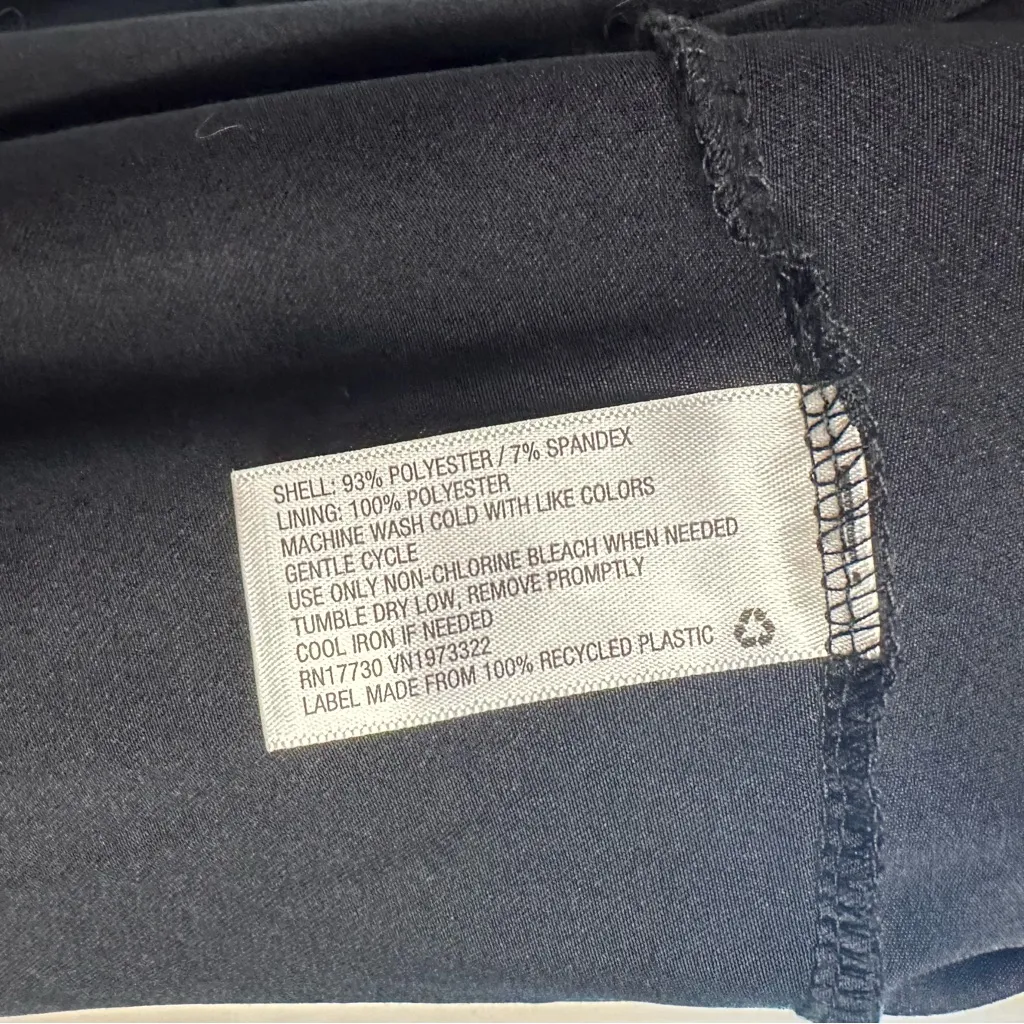 SHELL: 93% POLYESTER / 7% SPANDEX
LINING: 100% POLYESTER
MACHINE WASH COLD WITH LIKE COLORS
GENTLE CYCLE
USE ONLY NON-CHLORINE BLEACH WHEN NEEDED
TUMBLE DRY LOW, REMOVE PROMPTLY
COOL IRON IF NEEDED
RN17730 VN1973322
LABEL MADE FROM 100% RECYCLED PLASTIC